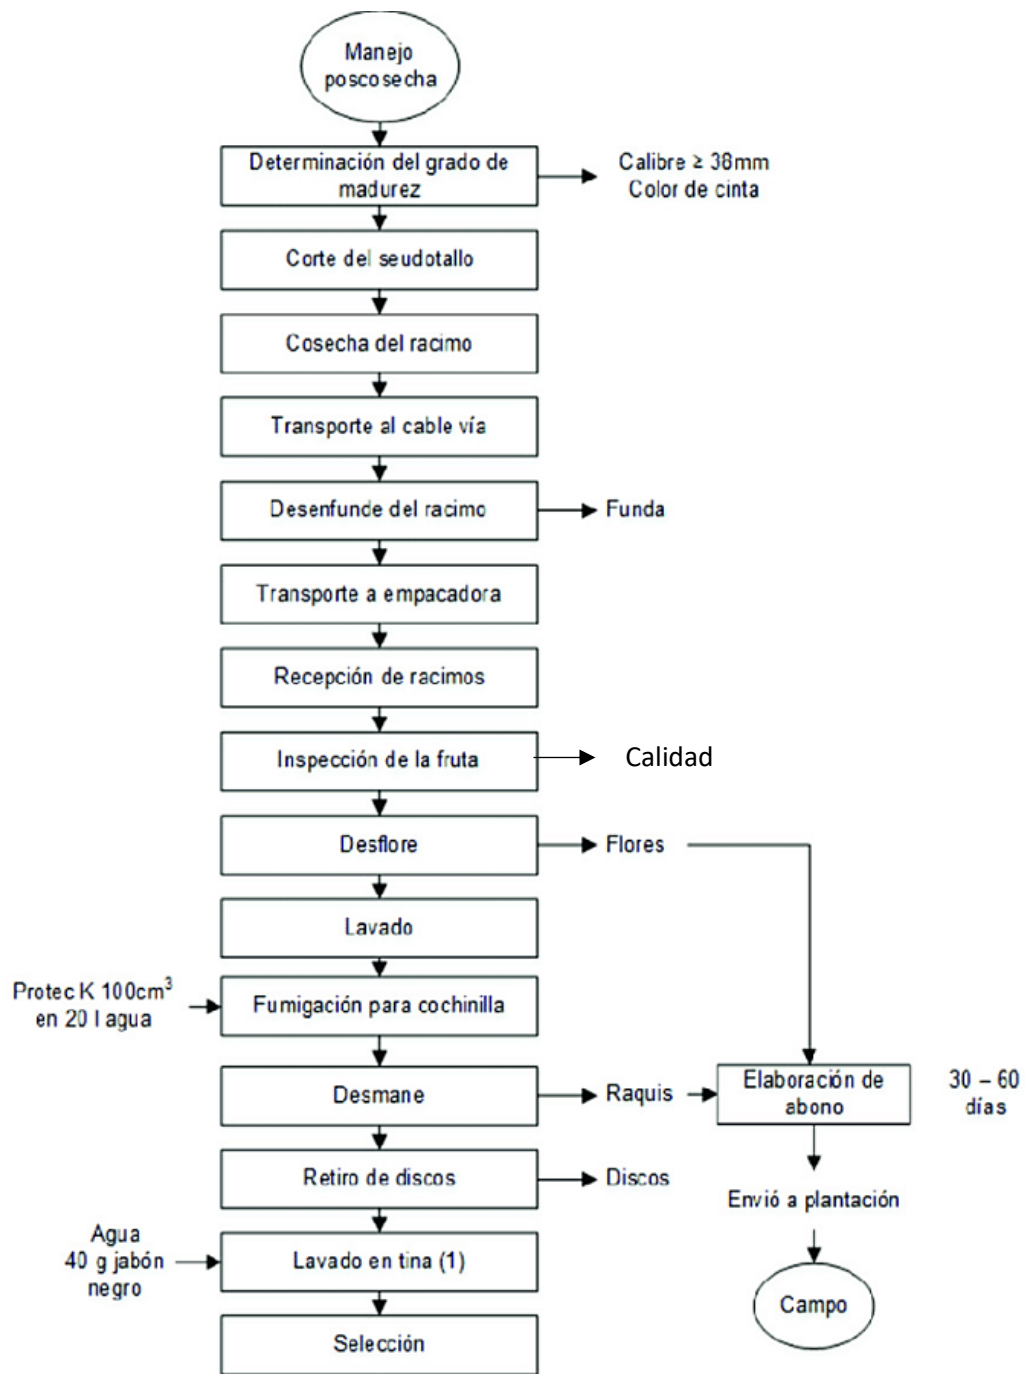 Manejo
poscosecha
Determinación del grado de
madurez
Calibre ≥ 38mm
Color de cinta
Corte del seudotallo
Cosecha del racimo
Transporte al cable vía
Desenfunde del racimo
Funda
Transporte a empacadora
Recepción de racimos
Inspección de la fruta
Calidad
Desflore
Flores
Lavado
Protec K 100cm³
en 20 l agua
Fumigación para cochinilla
Desmane
Raquis
Elaboración de
abono
30 – 60
días
Retiro de discos
Discos
Envió a plantación
Agua
40 g jabón
negro
Lavado en tina (1)
Campo
Selección